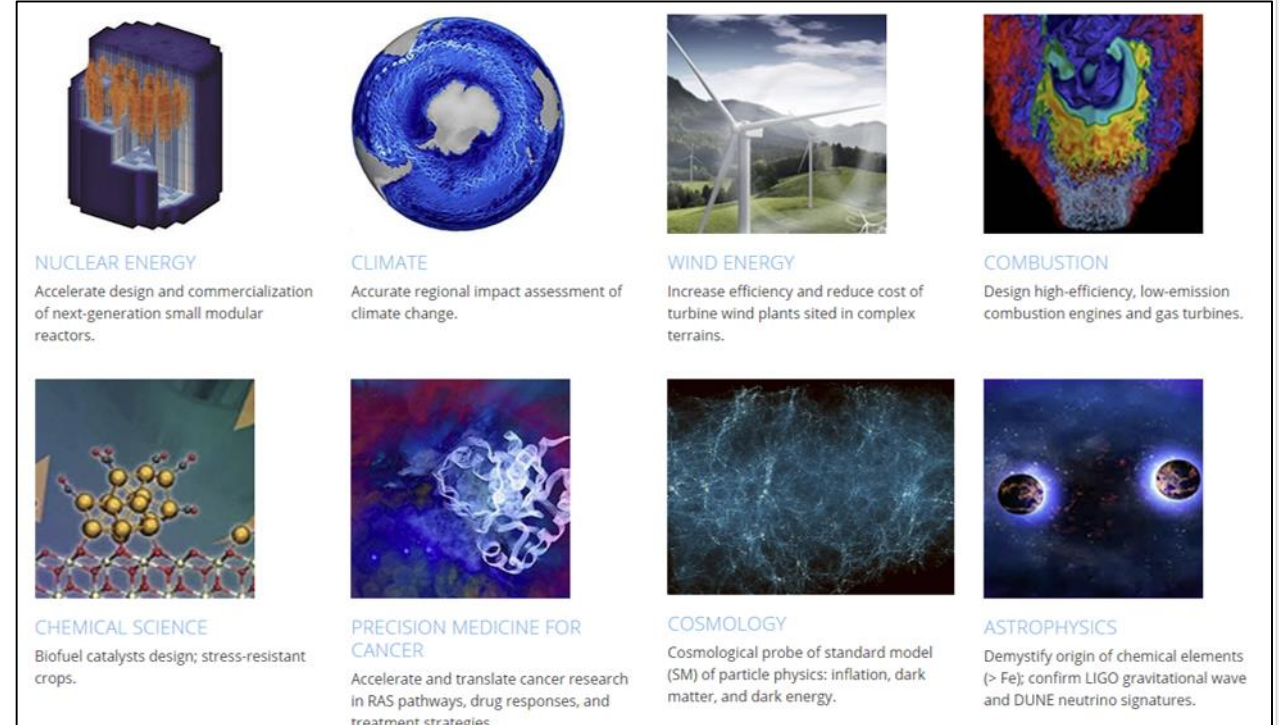 NUCLEAR ENERGY
Accelerate design and commercialization
of next-generation small modular
reactors.
CLIMATE
Accurate regional impact assessment of
climate change.
WIND ENERGY
Increase efficiency and reduce cost of
turbine wind plants sited in complex
terrains.
COMBUSTION
Design high-efficiency, low-emission
combustion engines and gas turbines.
CHEMICAL SCIENCE
Biofuel catalysts design; stress-resistant
crops.
PRECISION MEDICINE FOR
CANCER
Accelerate and translate cancer research
in RAS pathways, drug responses, and
treatment strategies.
COSMOLOGY
Cosmological probe of standard model
(SM) of particle physics: inflation, dark
matter, and dark energy.
ASTROPHYSICS
Demystify origin of chemical elements
(> Fe); confirm LIGO gravitational wave
and DUNE neutrino signatures.